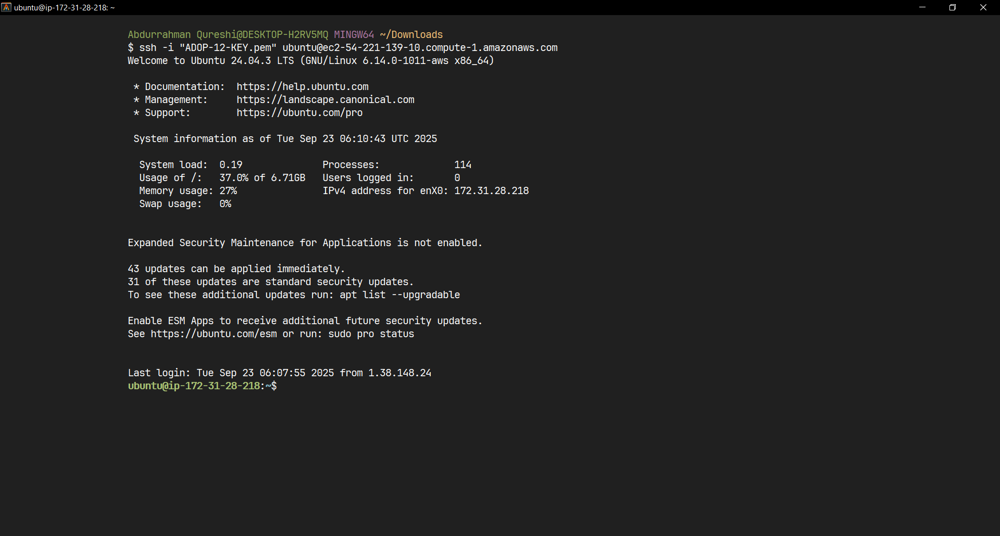 ubuntu@ip-172-31-28-218: ~
Abdurrahman Qureshi@DESKTOP-H2RV5MQ MINGW64 ~/Downloads
$ ssh -i "ADOP-12-KEY.pem" ubuntu@ec2-54-221-139-10.compute-1.amazonaws.com
Welcome to Ubuntu 24.04.3 LTS (GNU/Linux 6.14.0-1011-aws x86_64)
* Documentation:  https://help.ubuntu.com
* Management:     https://landscape.canonical.com
* Support:        https://ubuntu.com/pro
System information as of Tue Sep 23 06:10:43 UTC 2025
System load:  0.19              Processes:             114
Usage of /:   37.0% of 6.71GB   Users logged in:       0
Memory usage: 27%               IPv4 address for enX0: 172.31.28.218
Swap usage:   0%
Expanded Security Maintenance for Applications is not enabled.
43 updates can be applied immediately.
31 of these updates are standard security updates.
To see these additional updates run: apt list --upgradable
Enable ESM Apps to receive additional future security updates.
See https://ubuntu.com/esm or run: sudo pro status
Last login: Tue Sep 23 06:07:55 2025 from 1.38.148.24
ubuntu@ip-172-31-28-218:~$